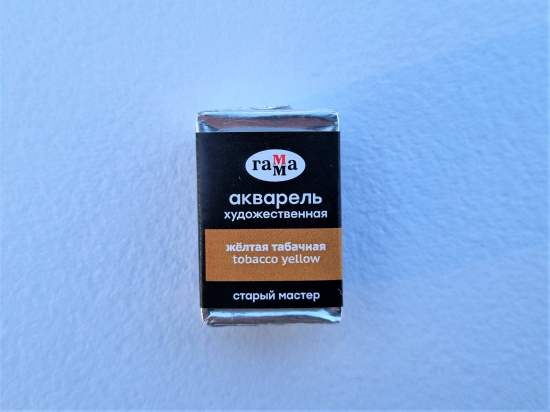 гамма
акварель
художественная
жёлтая табачная
tobacco yellow
старый мастер